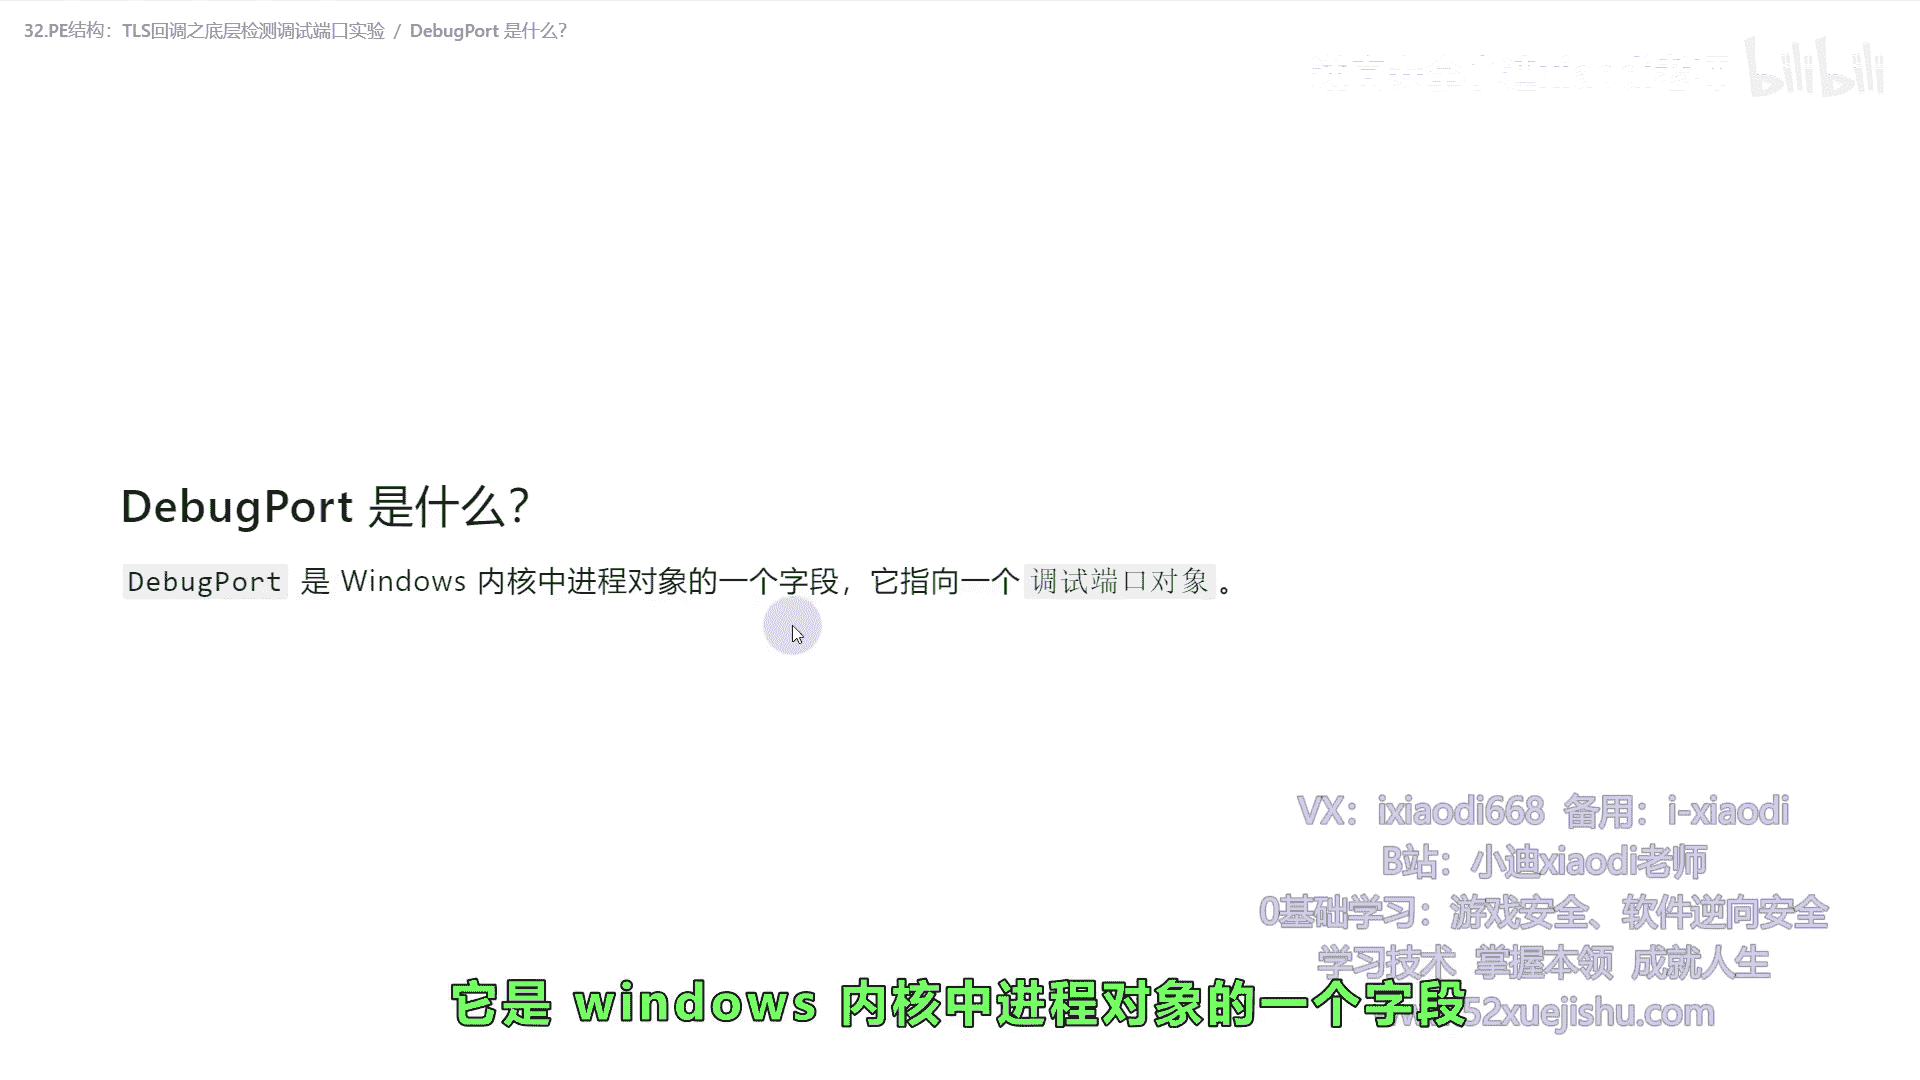 32.PE结构：TLS回调之底层检测调试端口实验 / DebugPort 是什么？
bilibili
DebugPort 是什么？
DebugPort 是 Windows 内核中进程对象的一个字段，它指向一个 调试端口对象 。
VX：ixiaodi668 备用：i-xiaodi
B站：小迪xiaodi老师
0基础学习：游戏安全、软件逆向安全
学习技术 掌握本领 成就人生
52xuejishu.com
它是 windows 内核中进程对象的一个字段